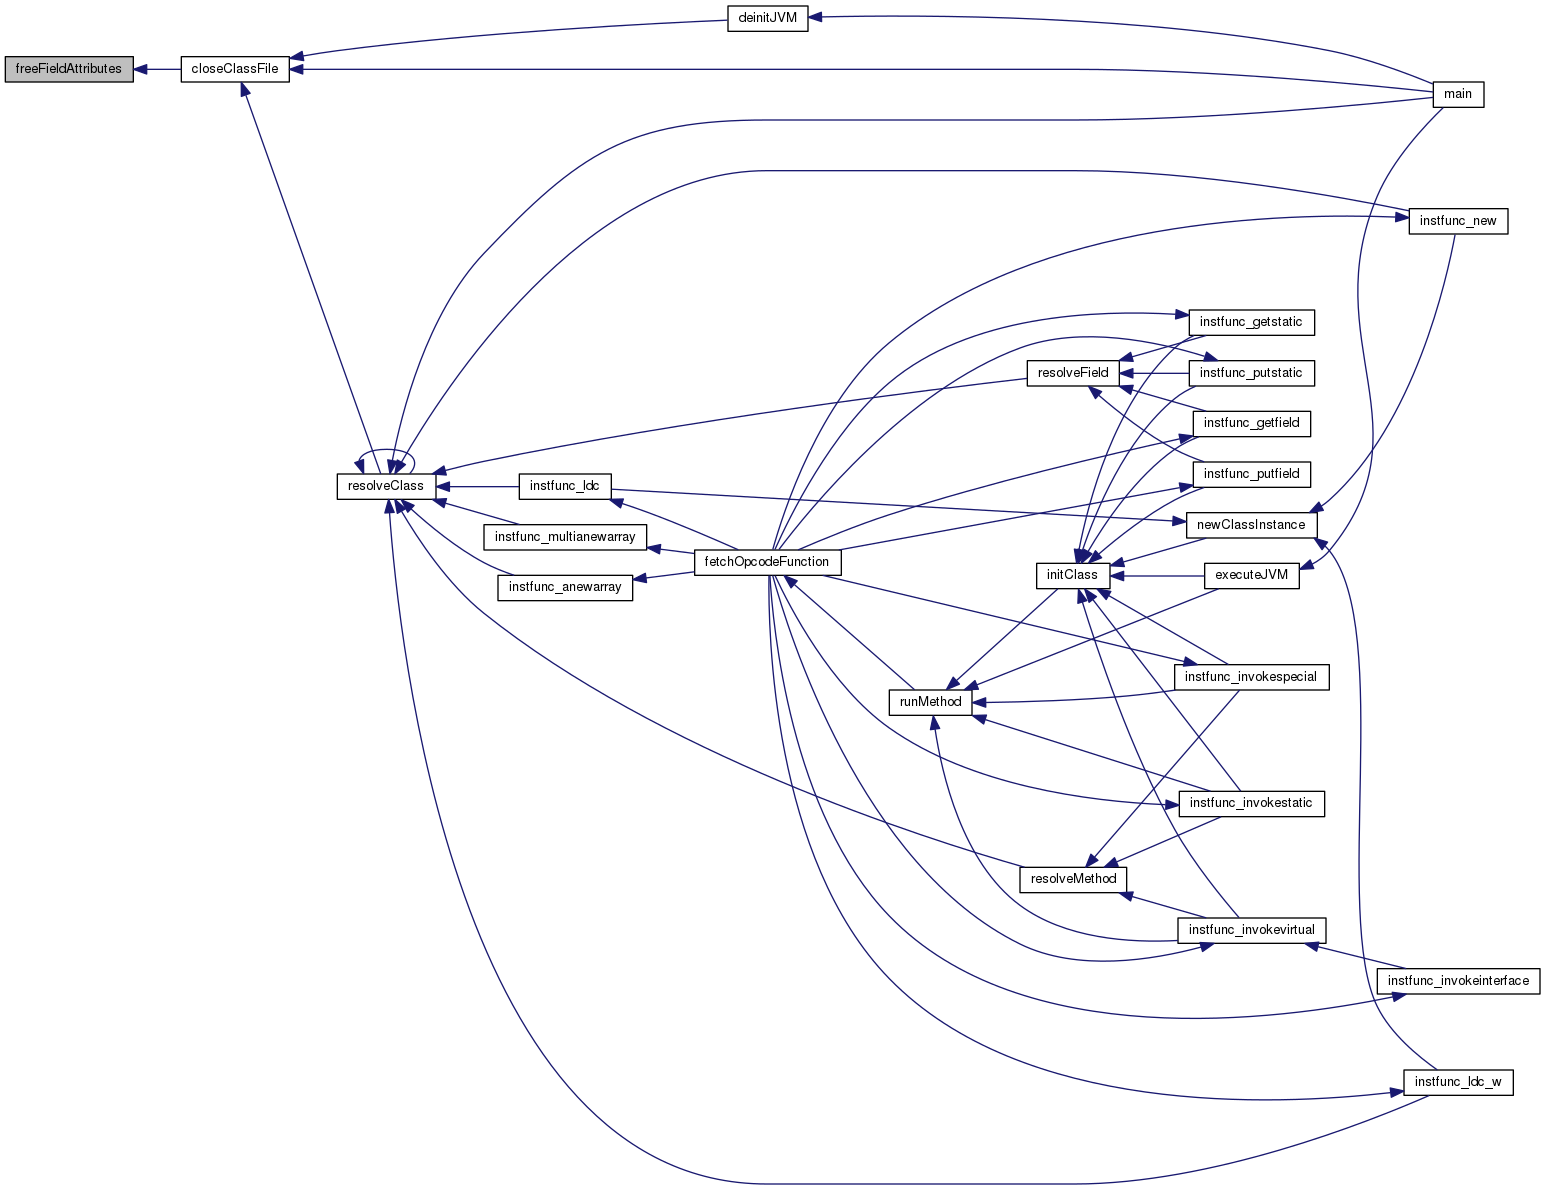 deinitJVM
freeFieldAttributes
closeClassFile
main
instfunc_new
instfunc_getstatic
resolveField
instfunc_putstatic
instfunc_getfield
instfunc_putfield
resolveClass
instfunc_ldc
newClassInstance
instfunc_multianewarray
fetchOpcodeFunction
initClass
executeJVM
instfunc_anewarray
instfunc_invokespecial
runMethod
instfunc_invokestatic
resolveMethod
instfunc_invokevirtual
instfunc_invokeinterface
instfunc_ldc_w